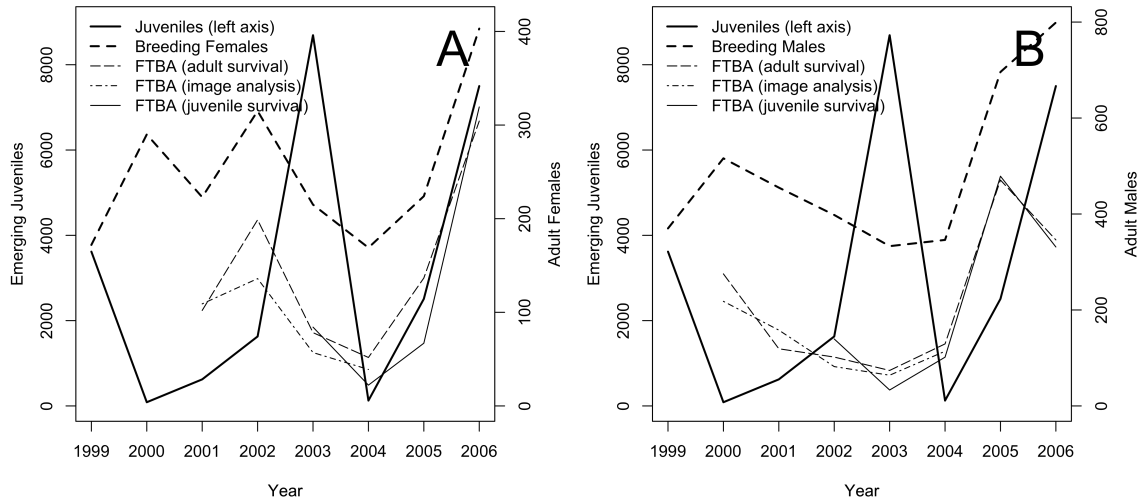 Juveniles (left axis)
Breeding Females
FTBA (adult survival)
FTBA (image analysis)
FTBA (juvenile survival)
A
Emerging Juveniles
0 2000 4000 6000 8000
Adult Females
0 100 200 300 400
1999 2000 2001 2002 2003 2004 2005 2006
Year
Juveniles (left axis)
Breeding Males
FTBA (adult survival)
FTBA (image analysis)
FTBA (juvenile survival)
B
Emerging Juveniles
0 2000 4000 6000 8000
Adult Males
0 200 400 600 800
1999 2000 2001 2002 2003 2004 2005 2006
Year